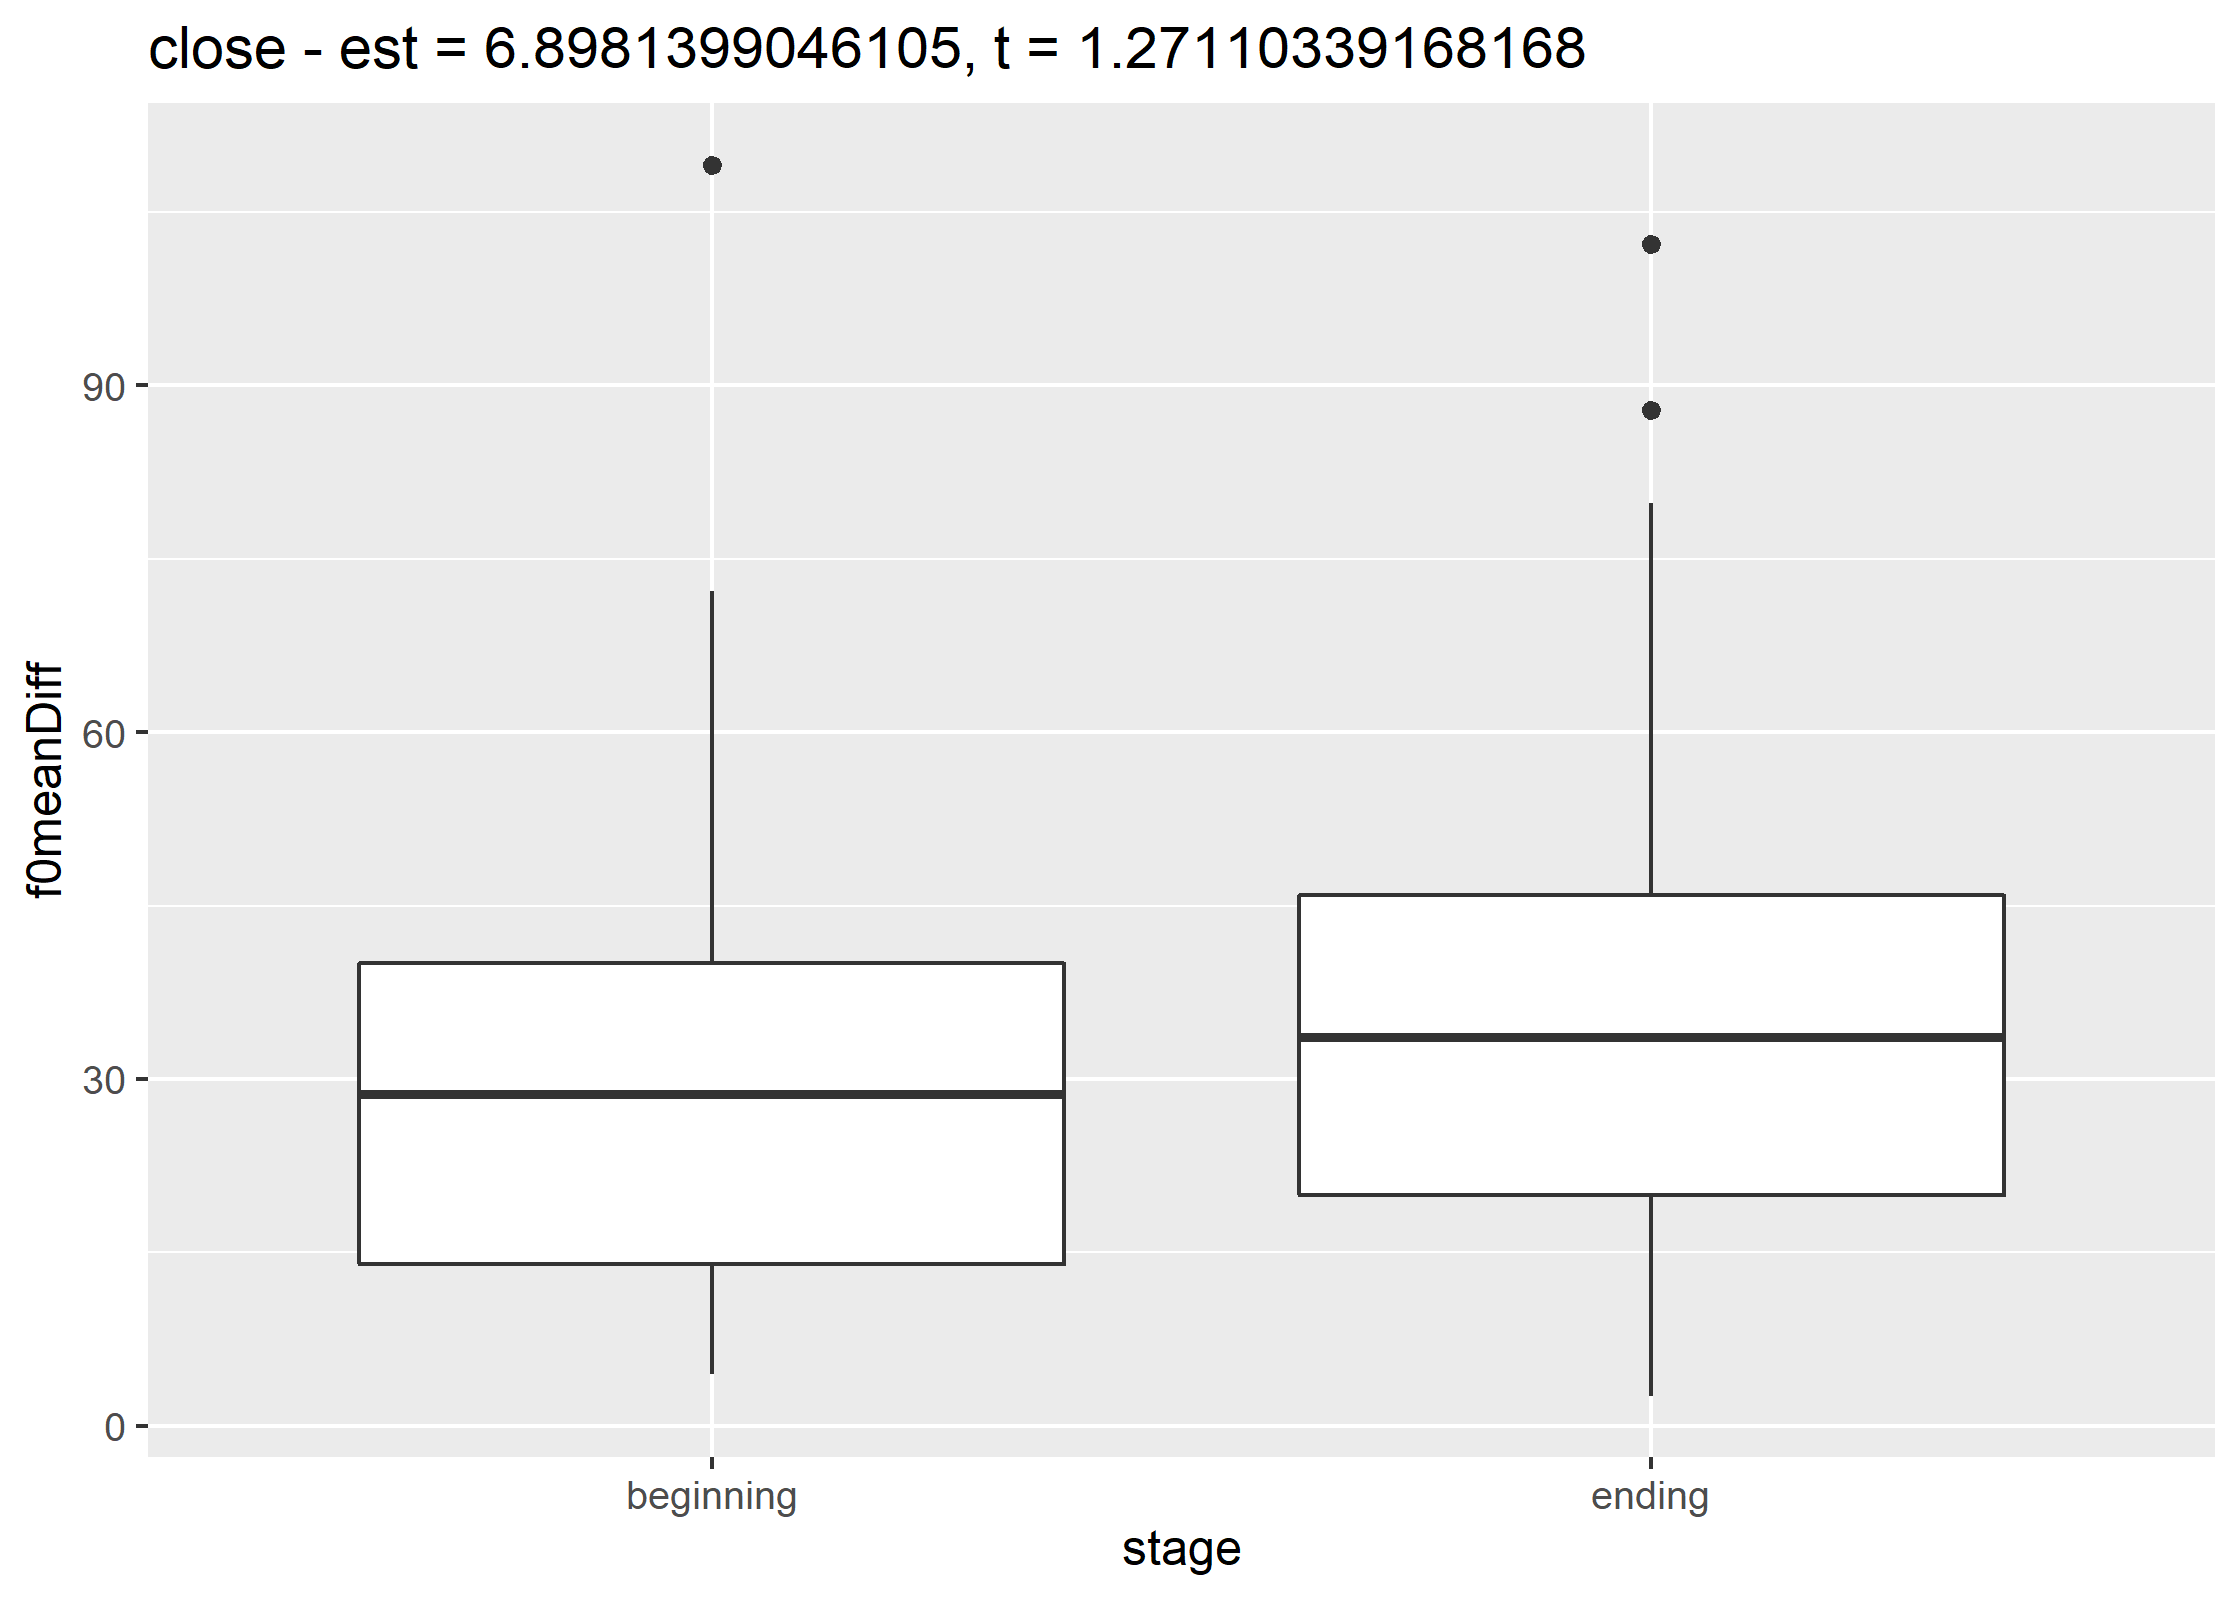 close - est = 6.8981399046105, t = 1.27110339168168
f0meanDiff
90
60
30
0
beginning
ending
stage